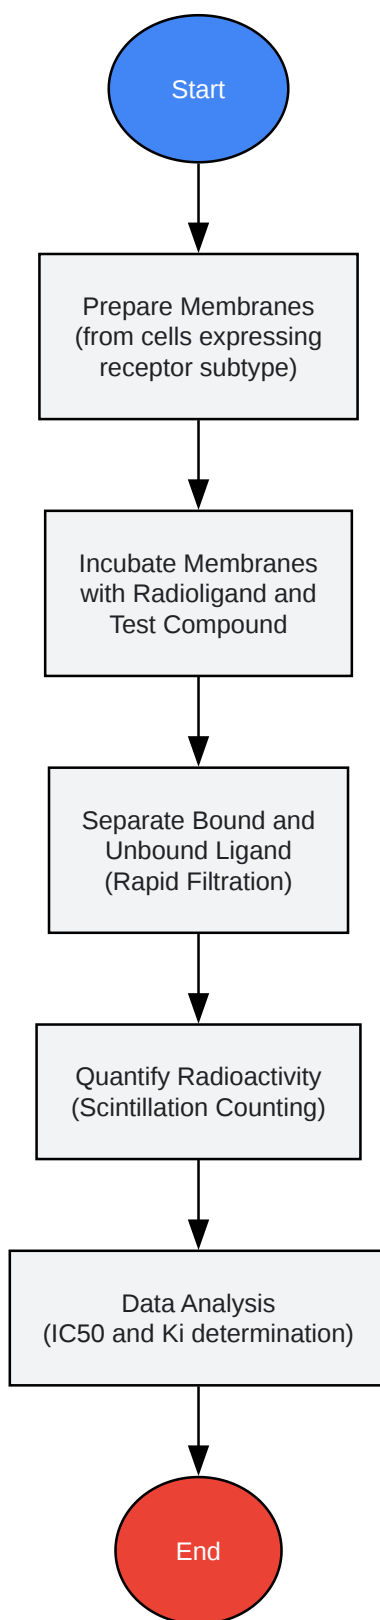 Start
Prepare Membranes
(from cells expressing
receptor subtype)
Incubate Membranes
with Radioligand and
Test Compound
Separate Bound and
Unbound Ligand
(Rapid Filtration)
Quantify Radioactivity
(Scintillation Counting)
Data Analysis
(IC50 and Ki determination)
End